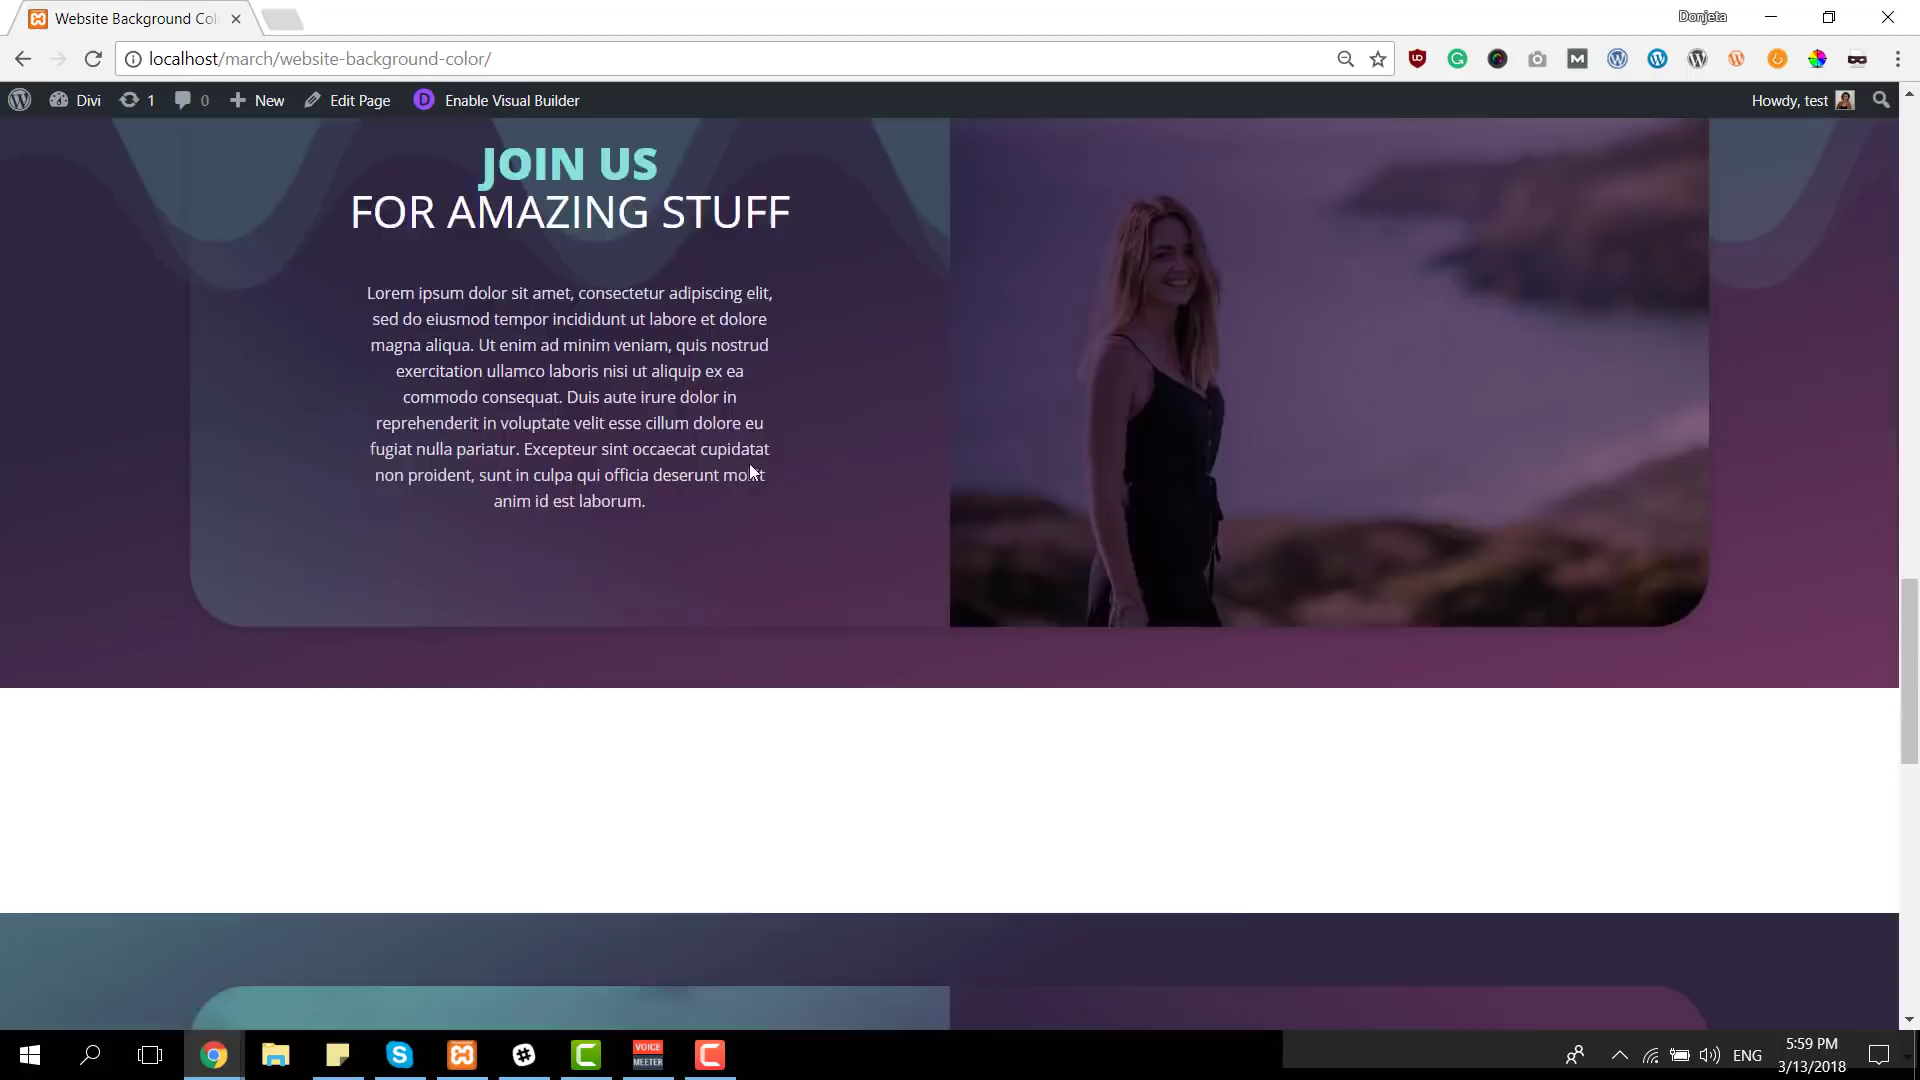 Website Background Col
Donjeta
localhost/march/website-background-color/
Divi
1
0
New
Edit Page
D
Enable Visual Builder
Howdy, test
JOIN US
FOR AMAZING STUFF
Lorem ipsum dolor sit amet, consectetur adipiscing elit,
sed do eiusmod tempor incididunt ut labore et dolore
magna aliqua. Ut enim ad minim veniam, quis nostrud
exercitation ullamco laboris nisi ut aliquip ex ea
commodo consequat. Duis aute irure dolor in
reprehenderit in voluptate velit esse cillum dolore eu
fugiat nulla pariatur. Excepteur sint occaecat cupidatat
non proident, sunt in culpa qui officia deserunt mollit
anim id est laborum.
VOICE
MEETER
ENG
5:59 PM
3/13/2018